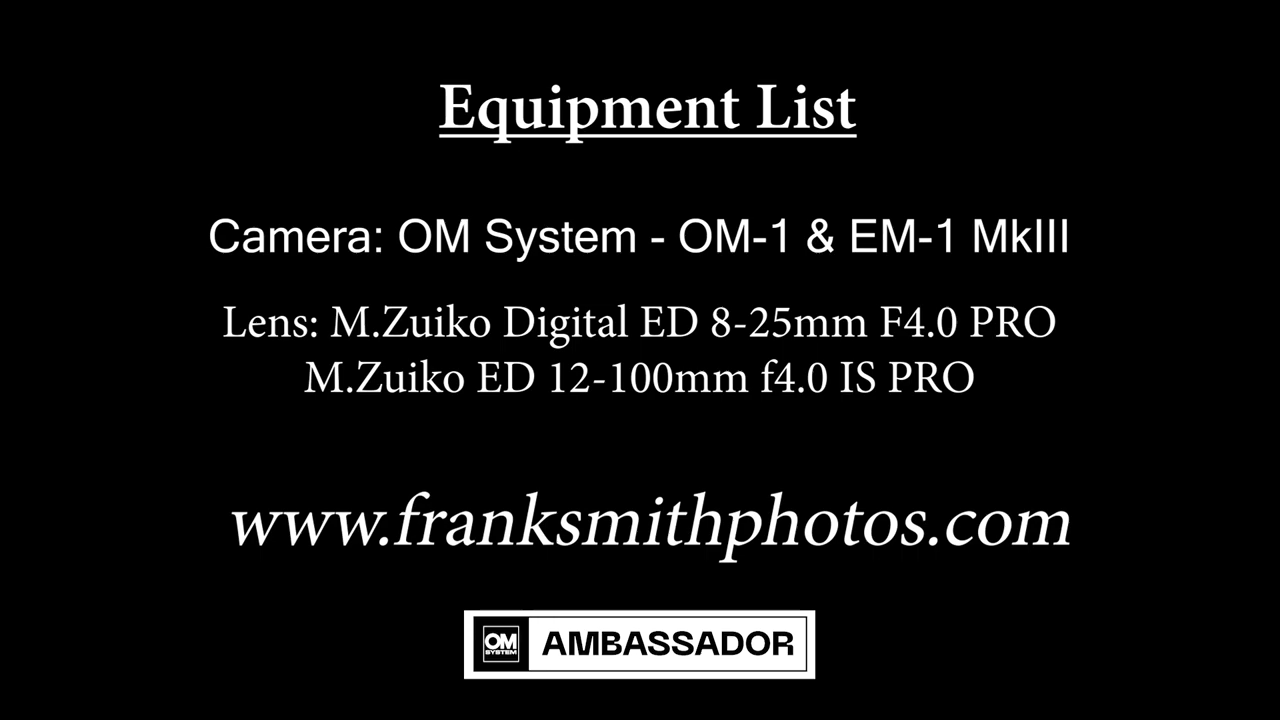 Equipment List
Camera: OM System - OM-1 & EM-1 MkIII
Lens: M.Zuiko Digital ED 8-25mm F4.0 PRO
M.Zuiko ED 12-100mm f4.0 IS PRO
www.franksmithphotos.com
OM SYSTEM AMBASSADOR